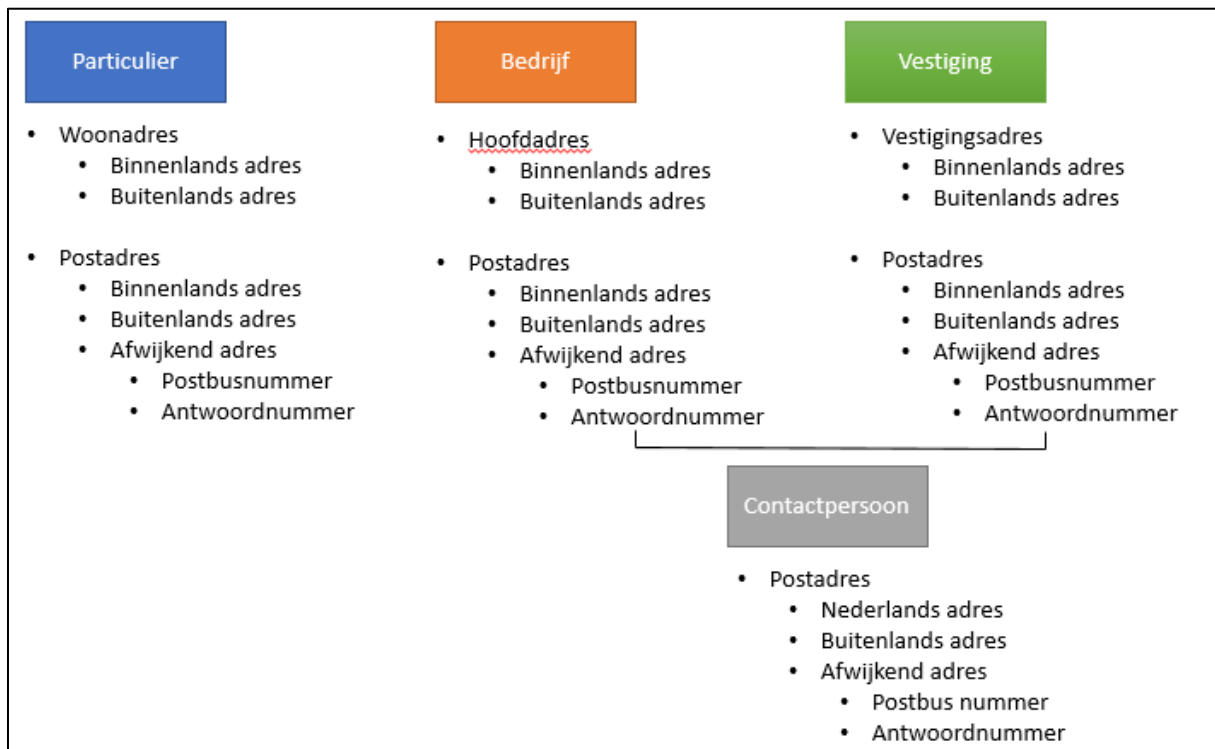 Particulier
• Woonadres
• Binnenlands adres
• Buitenlands adres
• Postadres
• Binnenlands adres
• Buitenlands adres
• Afwijkend adres
• Postbusnummer
• Antwoordnummer
Bedrijf
• Hoofdadres
• Binnenlands adres
• Buitenlands adres
• Postadres
• Binnenlands adres
• Buitenlands adres
• Afwijkend adres
• Postbusnummer
• Antwoordnummer
Vestiging
• Vestigingsadres
• Binnenlands adres
• Buitenlands adres
• Postadres
• Binnenlands adres
• Buitenlands adres
• Afwijkend adres
• Postbusnummer
• Antwoordnummer
Contactpersoon
• Postadres
• Nederlands adres
• Buitenlands adres
• Afwijkend adres
• Postbus nummer
• Antwoordnummer